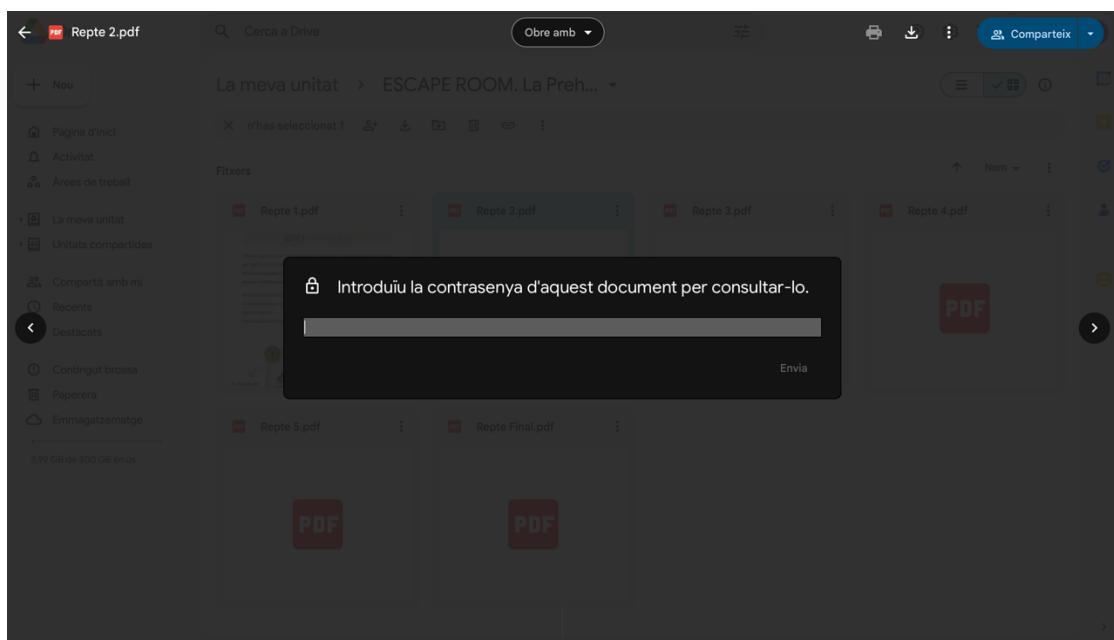 Repte 2.pdf
Cerca a Drive
Obre amb
Comparteix
Nou
La meva unitat > ESCAPE ROOM. La Preh...
n'has seleccionat 1
Pàgina d'inici
Activitat
Àrees de treball
La meva unitat
Unitats compartides
Compartit amb mi
Recents
Destacats
Contingut brossa
Paperera
Emmagatzematge
Fitxers
Nom
Repte 1.pdf
Repte 2.pdf
Repte 3.pdf
Repte 4.pdf
Introduïu la contrasenya d'aquest document per consultar-lo.
Envia
PDF
Repte 5.pdf
Repte Final.pdf
PDF
PDF